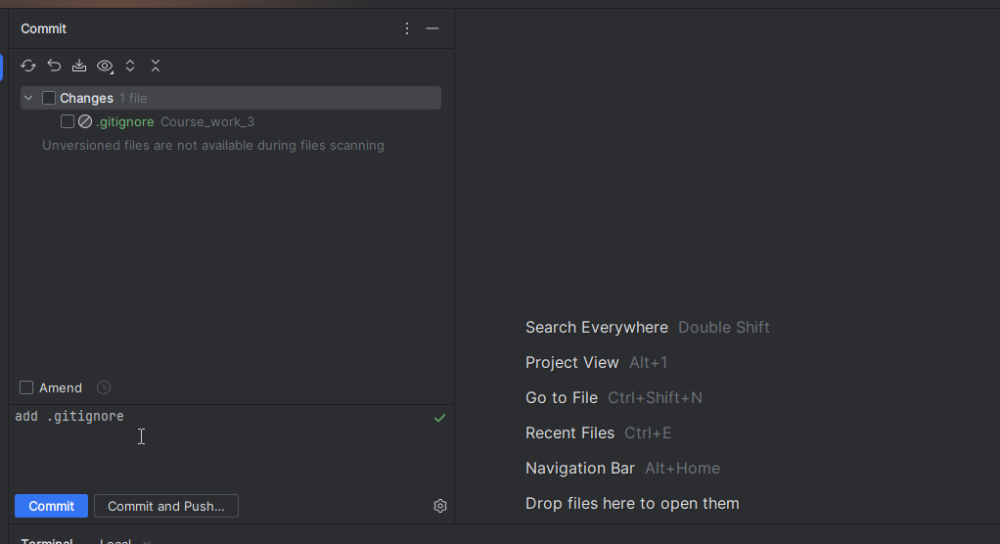 Commit
Changes 1 file
.gitignore Course_work_3
Unversioned files are not available during files scanning
Amend
add .gitignore
Commit
Commit and Push...
Search Everywhere Double Shift
Project View Alt+1
Go to File Ctrl+Shift+N
Recent Files Ctrl+E
Navigation Bar Alt+Home
Drop files here to open them
Terminal Local